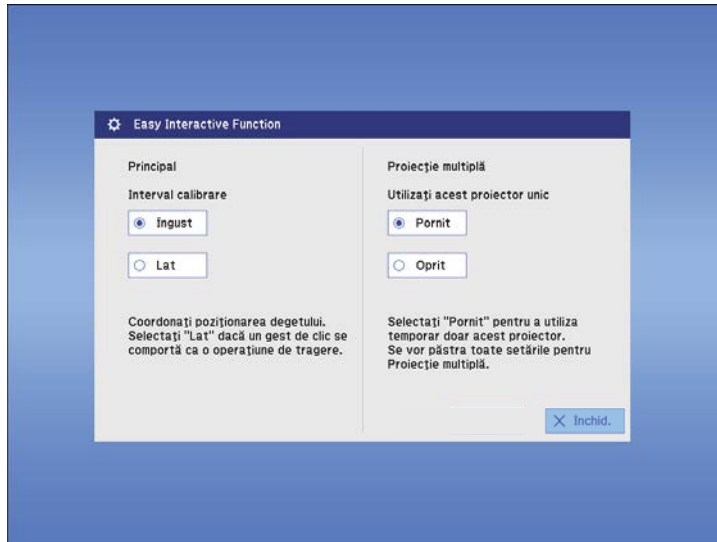 Easy Interactive Function
Principal
Interval calibrare
Îngust
Lat
Coordonați poziționarea degetului.
Selectați "Lat" dacă un gest de clic se
comportă ca o operațiune de tragere.
Proiecție multiplă
Utilizați acest proiector unic
Pornit
Oprit
Selectați "Pornit" pentru a utiliza
temporar doar acest proiector.
Se vor păstra toate setările pentru
Proiecție multiplă.
Închid.